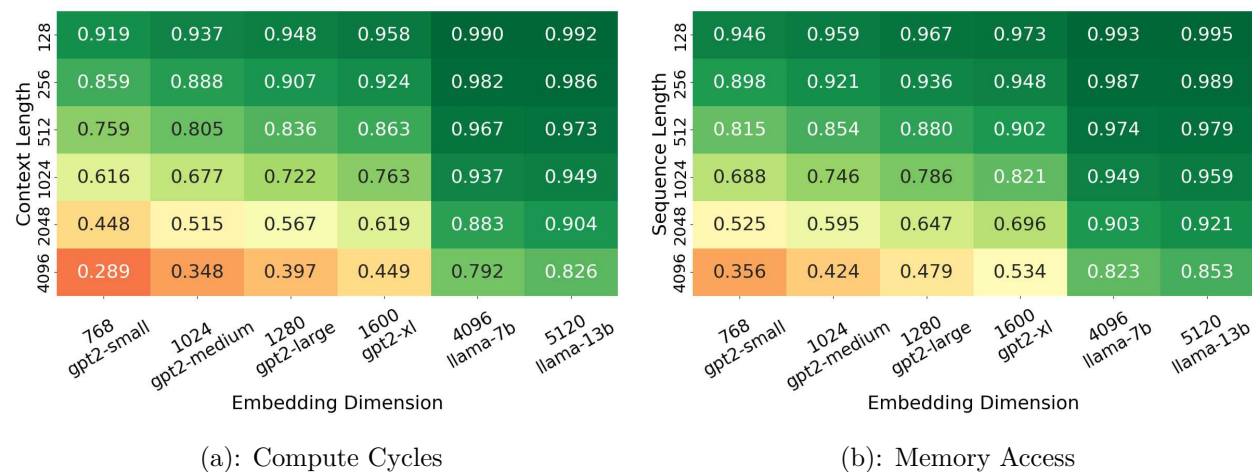 Context Length
128 0.919 0.937 0.948 0.958 0.990 0.992
256 0.859 0.888 0.907 0.924 0.982 0.986
512 0.759 0.805 0.836 0.863 0.967 0.973
1024 0.616 0.677 0.722 0.763 0.937 0.949
2048 0.448 0.515 0.567 0.619 0.883 0.904
4096 0.289 0.348 0.397 0.449 0.792 0.826
768 1024 1280 1600 4096 5120
gpt2-small gpt2-medium gpt2-large gpt2-xl llama-7b llama-13b
Embedding Dimension
(a): Compute Cycles
Sequence Length
128 0.946 0.959 0.967 0.973 0.993 0.995
256 0.898 0.921 0.936 0.948 0.987 0.989
512 0.815 0.854 0.880 0.902 0.974 0.979
1024 0.688 0.746 0.786 0.821 0.949 0.959
2048 0.525 0.595 0.647 0.696 0.903 0.921
4096 0.356 0.424 0.479 0.534 0.823 0.853
768 1024 1280 1600 4096 5120
gpt2-small gpt2-medium gpt2-large gpt2-xl llama-7b llama-13b
Embedding Dimension
(b): Memory Access